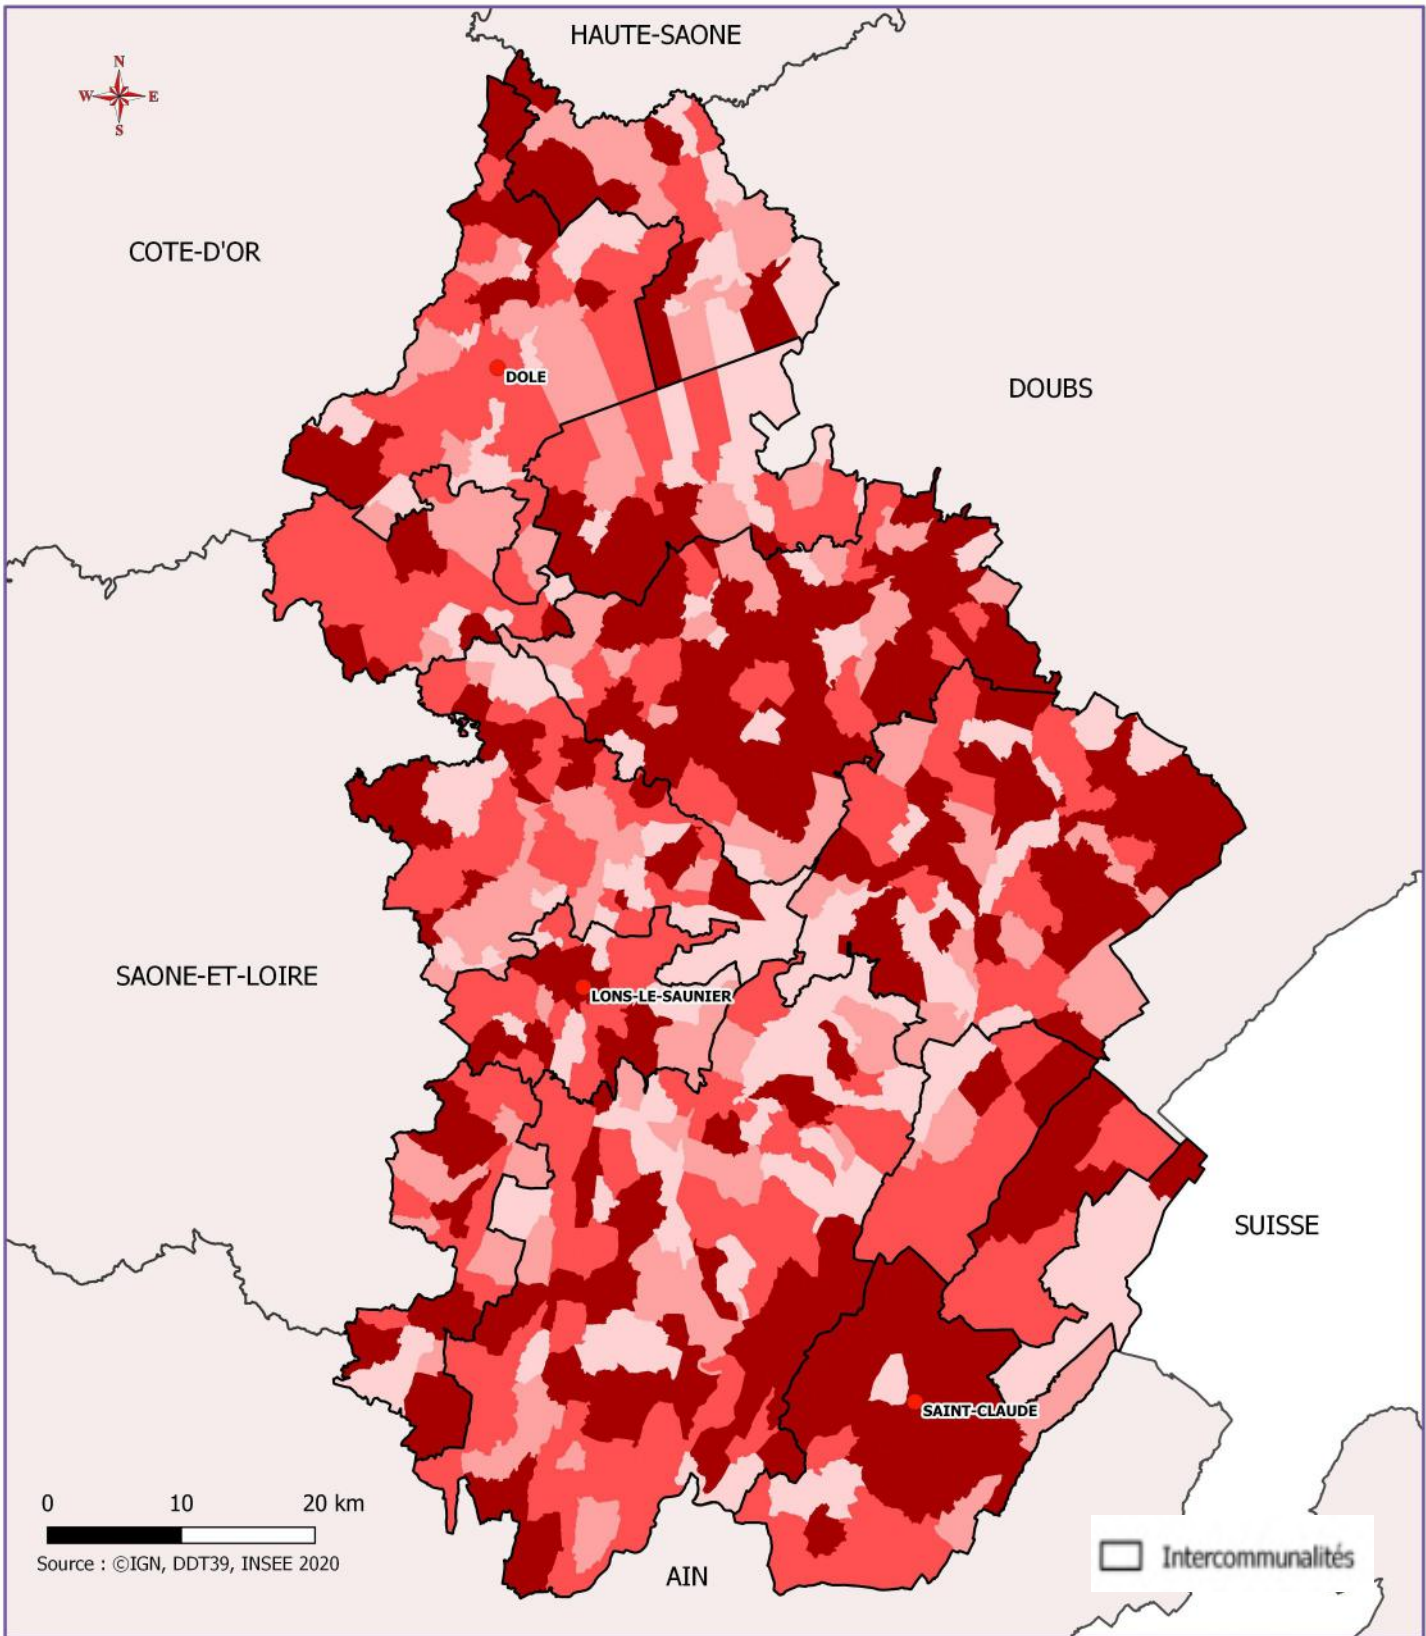 HAUTE-SAONE
N
W E
S
COTE-D'OR
DOLE
DOUBS
SAONE-ET-LOIRE
LONS-LE-SAUNIER
SUISSE
SAINT-CLAUDE
0 10 20 km
Source : ©IGN, DDT39, INSEE 2020
AIN
Intercommunalités